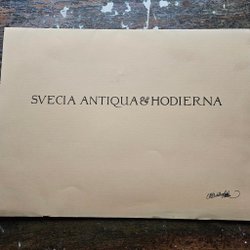 SVECIA ANTIQUA & HODIERNA